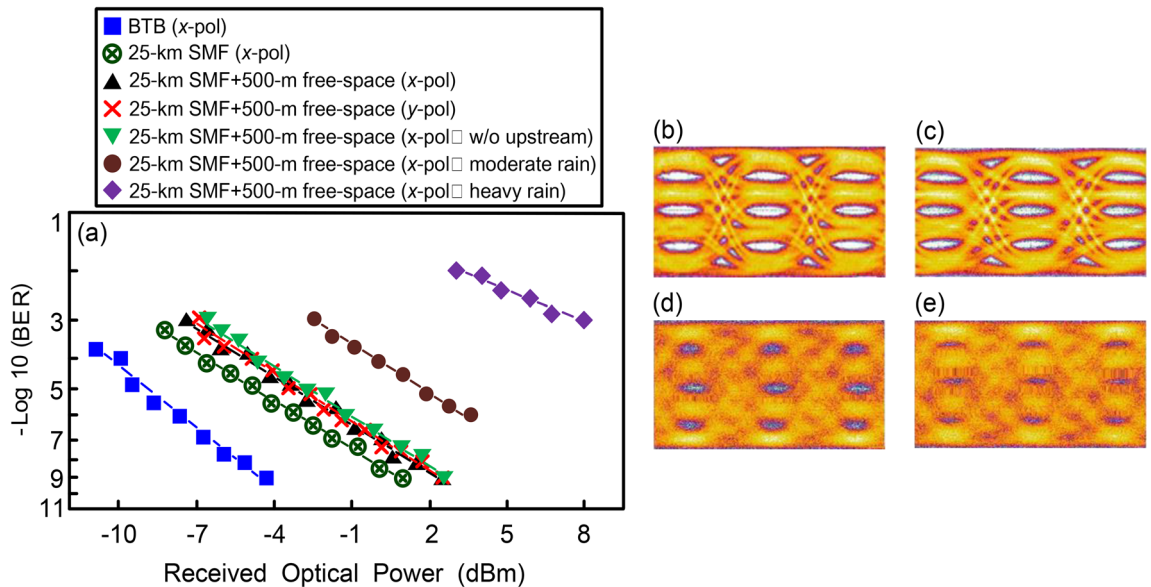 BTB (x-pol)
25-km SMF (x-pol)
25-km SMF+500-m free-space (x-pol)
25-km SMF+500-m free-space (y-pol)
25-km SMF+500-m free-space (x-pol□ w/o upstream)
25-km SMF+500-m free-space (x-pol□ moderate rain)
25-km SMF+500-m free-space (x-pol□ heavy rain)
(a)
1
3
5
7
9
11
-Log 10 (BER)
-10 -7 -4 -1 2 5 8
Received Optical Power (dBm)
(b) (c)
(d) (e)